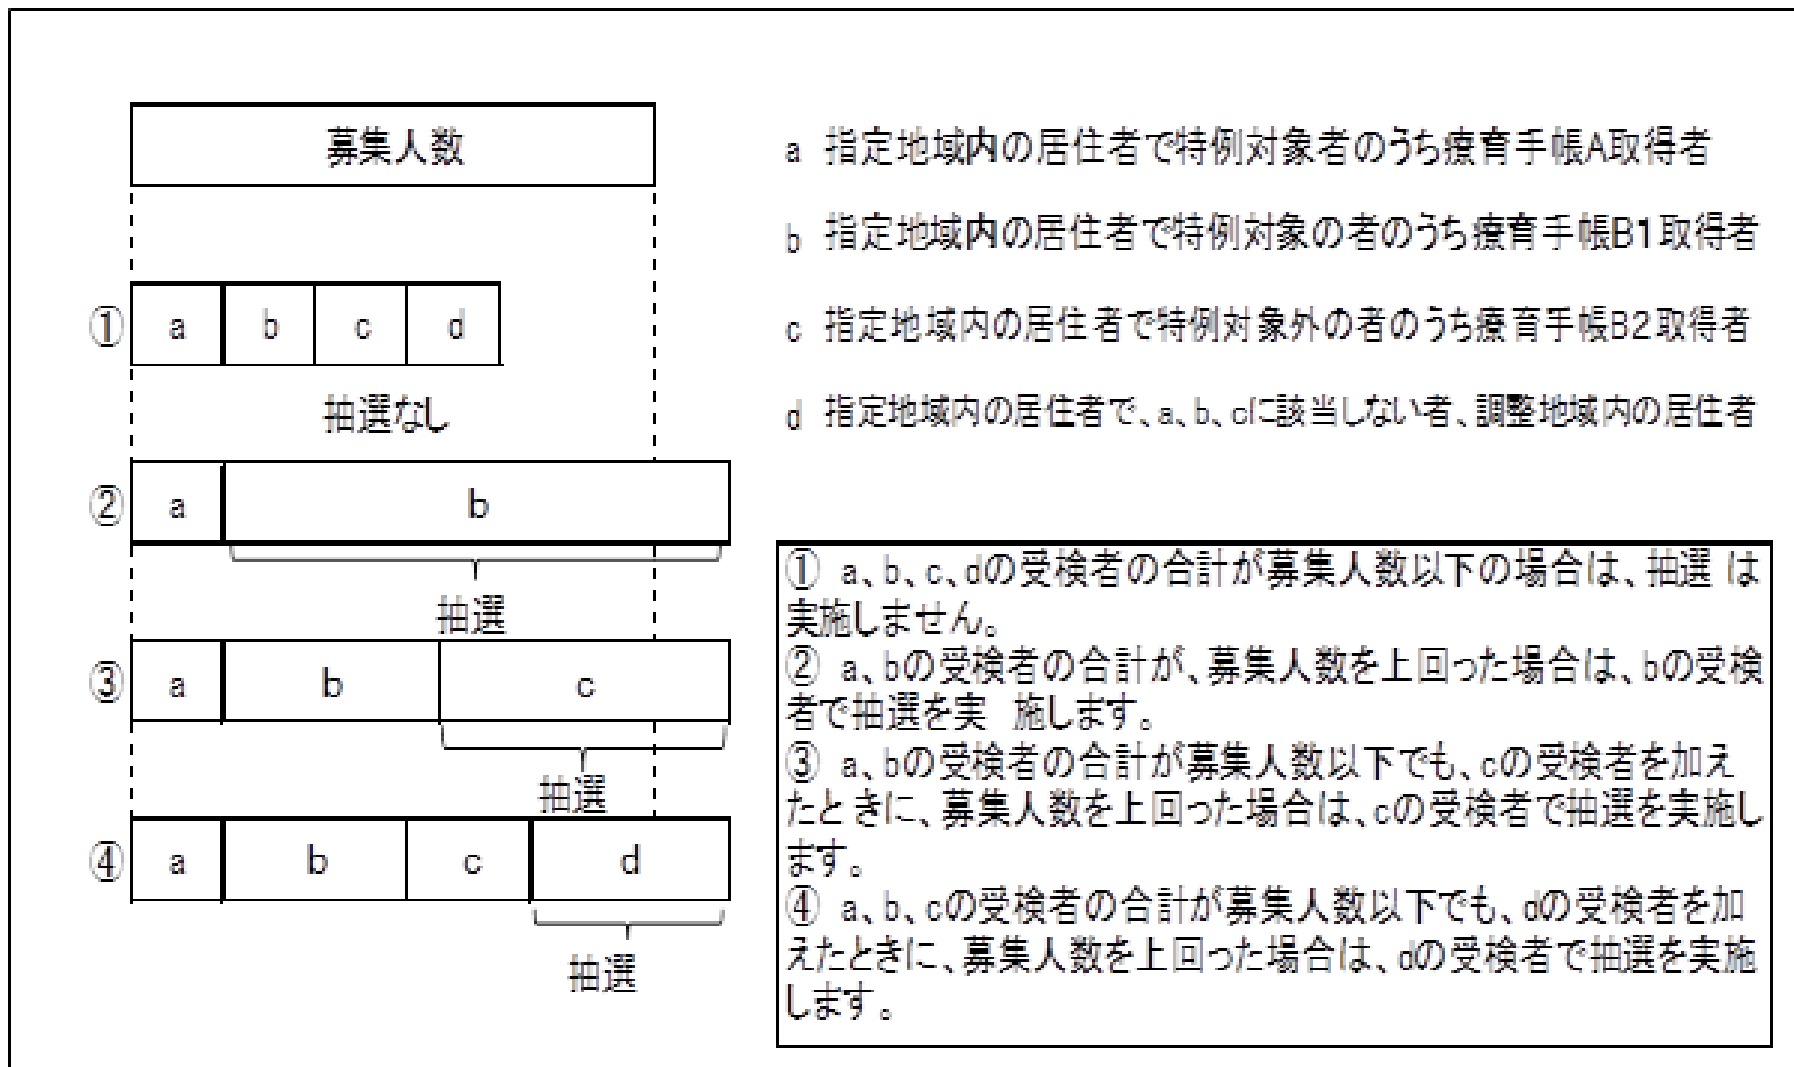 募集人数
a 指定地域内の居住者で特例対象者のうち療育手帳A取得者
b 指定地域内の居住者で特例対象の者のうち療育手帳B1取得者
c 指定地域内の居住者で特例対象外の者のうち療育手帳B2取得者
d 指定地域内の居住者で、a、b、cに該当しない者、調整地域内の居住者
① a b c d
抽選なし
② a b
抽選
③ a b c
抽選
④ a b c d
抽選
① a、b、c、dの受検者の合計が募集人数以下の場合は、抽選 は
実施しません。
② a、bの受検者の合計が、募集人数を上回った場合は、bの受検
者で抽選を実 施します。
③ a、bの受検者の合計が募集人数以下でも、cの受検者を加え
たときに、募集人数を上回った場合は、cの受検者で抽選を実施し
ます。
④ a、b、cの受検者の合計が募集人数以下でも、dの受検者を加
えたときに、募集人数を上回った場合は、dの受検者で抽選を実施
します。